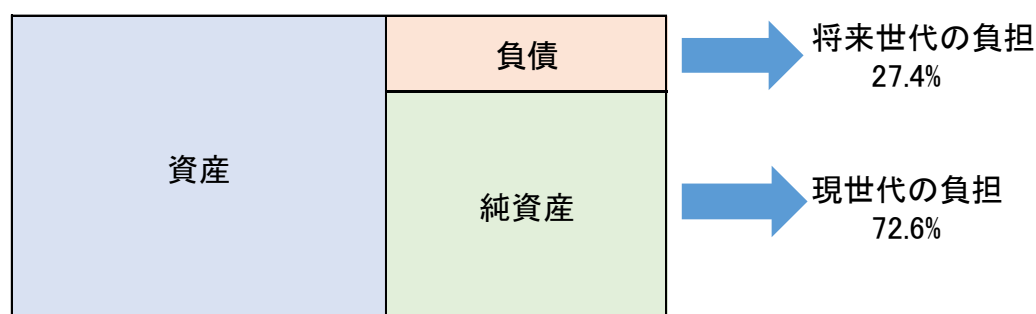 負債
将来世代の負担
27.4%
資産
純資産
現世代の負担
72.6%